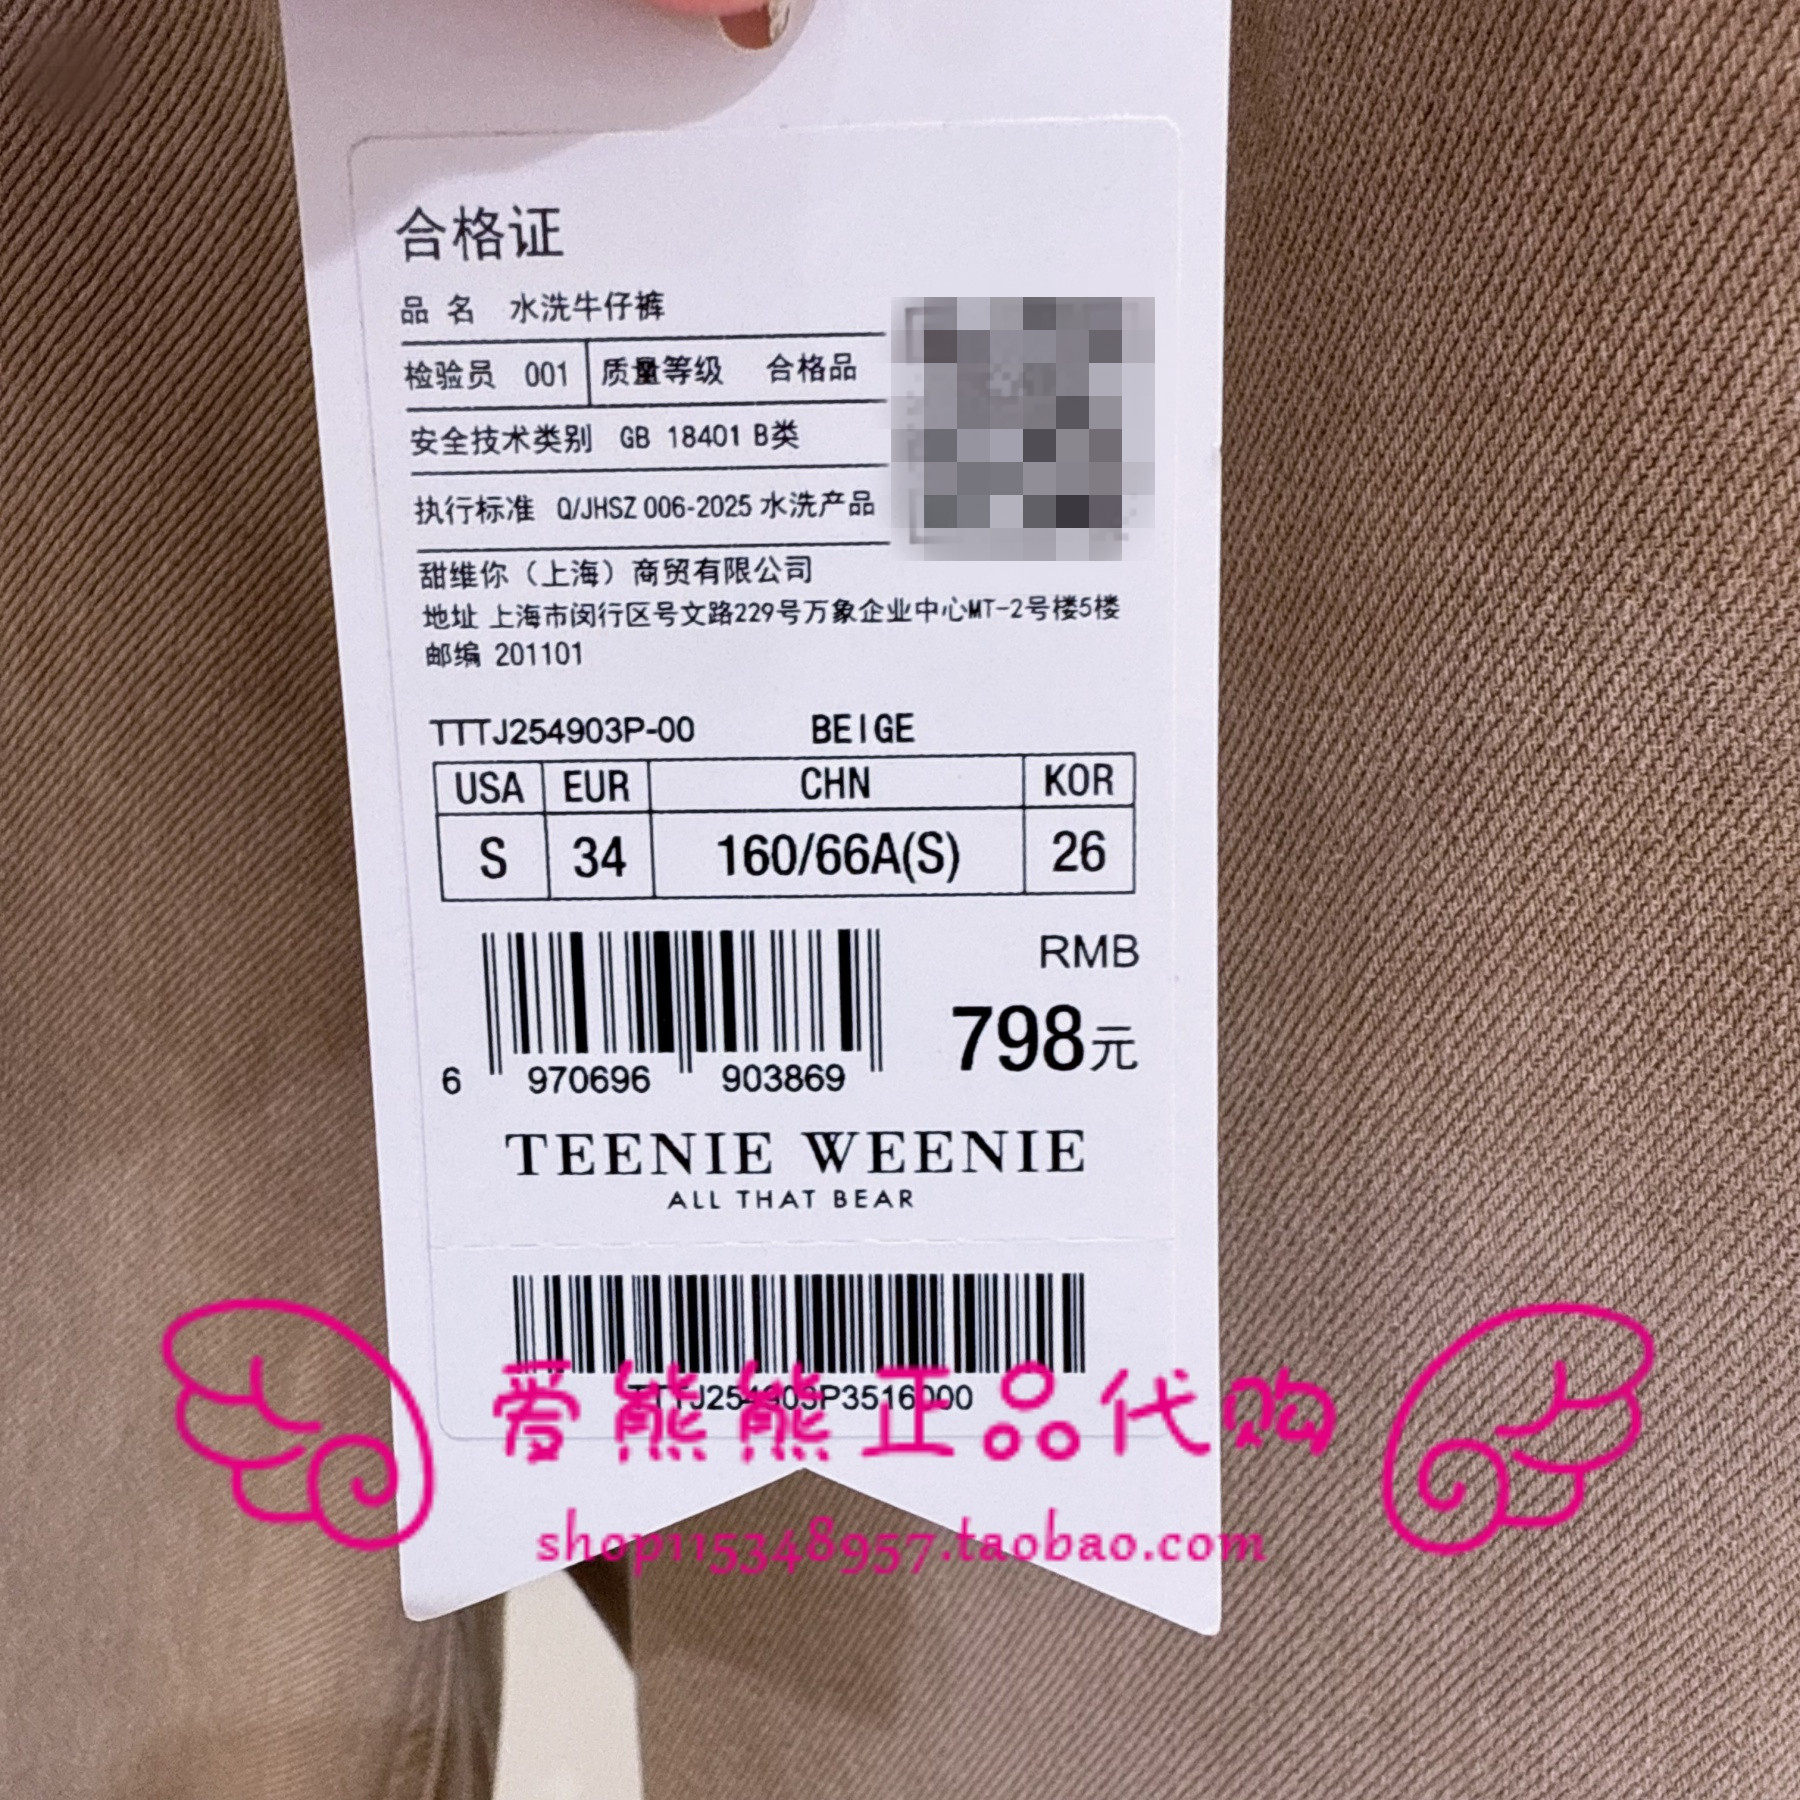 合格证
品 名 水洗牛仔裤
检验员 001 质量等级 合格品
安全技术类别 GB 18401 B类
执行标准 Q/JHSZ 006-2025 水洗产品
甜维你（上海）商贸有限公司
地址 上海市闵行区号文路229号万象企业中心MT-2号楼5楼
邮编 201101
TTTJ254903P-00 BEIGE
USA EUR CHN KOR
S 34 160/66A(S) 26
RMB
798元
6 970696 903869
TEENIE WEENIE
ALL THAT BEAR
TTTJ254903P3516000
爱熊熊正品代购
shop115348957.taobao.com